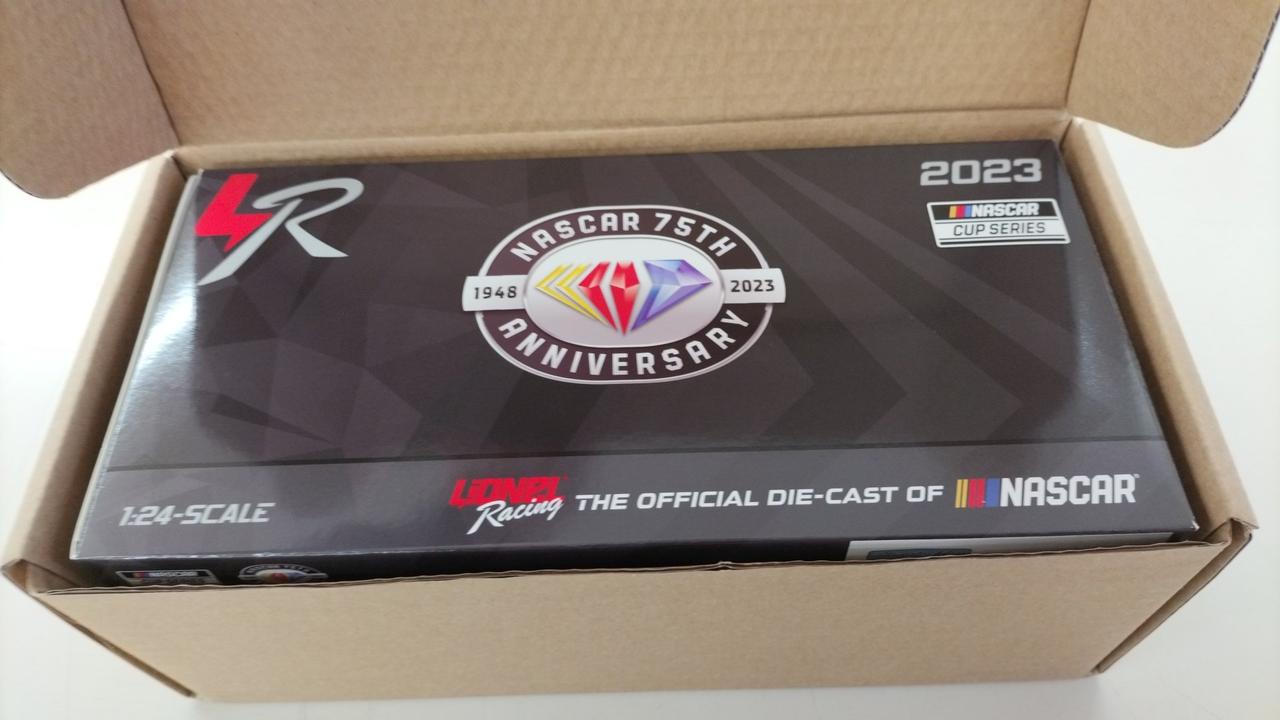 LR
2023
NASCAR
CUP SERIES
NASCAR 75TH
1948 2023
ANNIVERSARY
1:24-SCALE
LIONEL Racing THE OFFICIAL DIE-CAST OF NASCAR
NASCAR